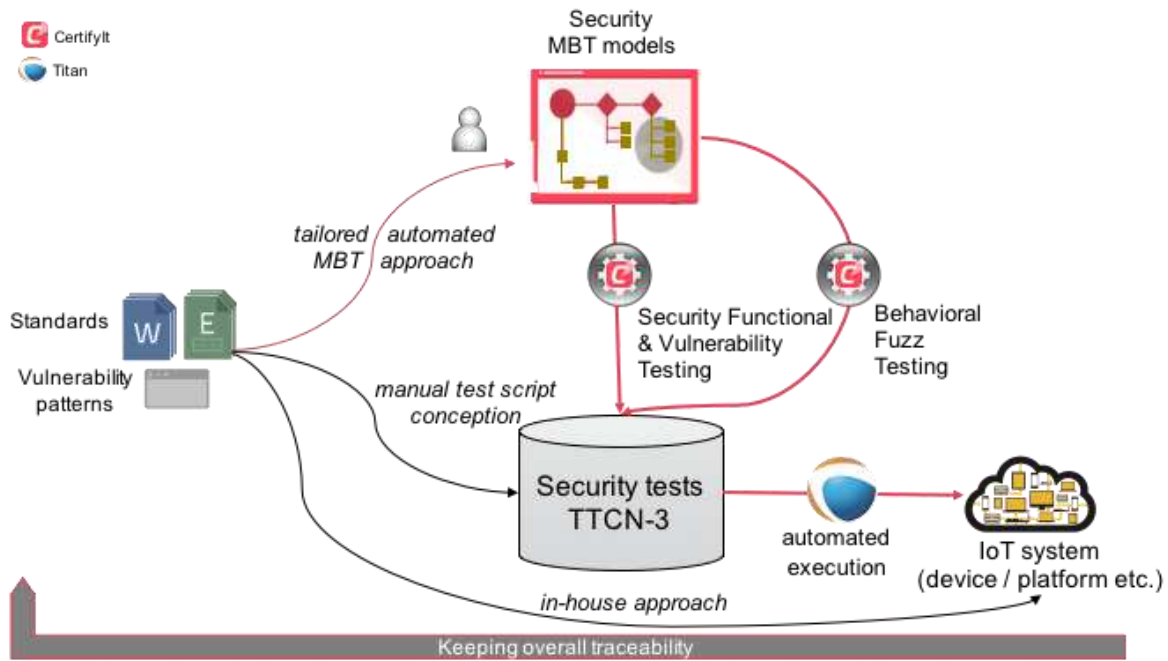 CertifyIt
Titan
Security
MBT models
tailored automated
MBT approach
Standards
W
E
Vulnerability
patterns
Security Functional
& Vulnerability
Testing
Behavioral
Fuzz
Testing
manual test script
conception
Security tests
TTCN-3
automated
execution
IoT system
(device / platform etc.)
in-house approach
Keeping overall traceability